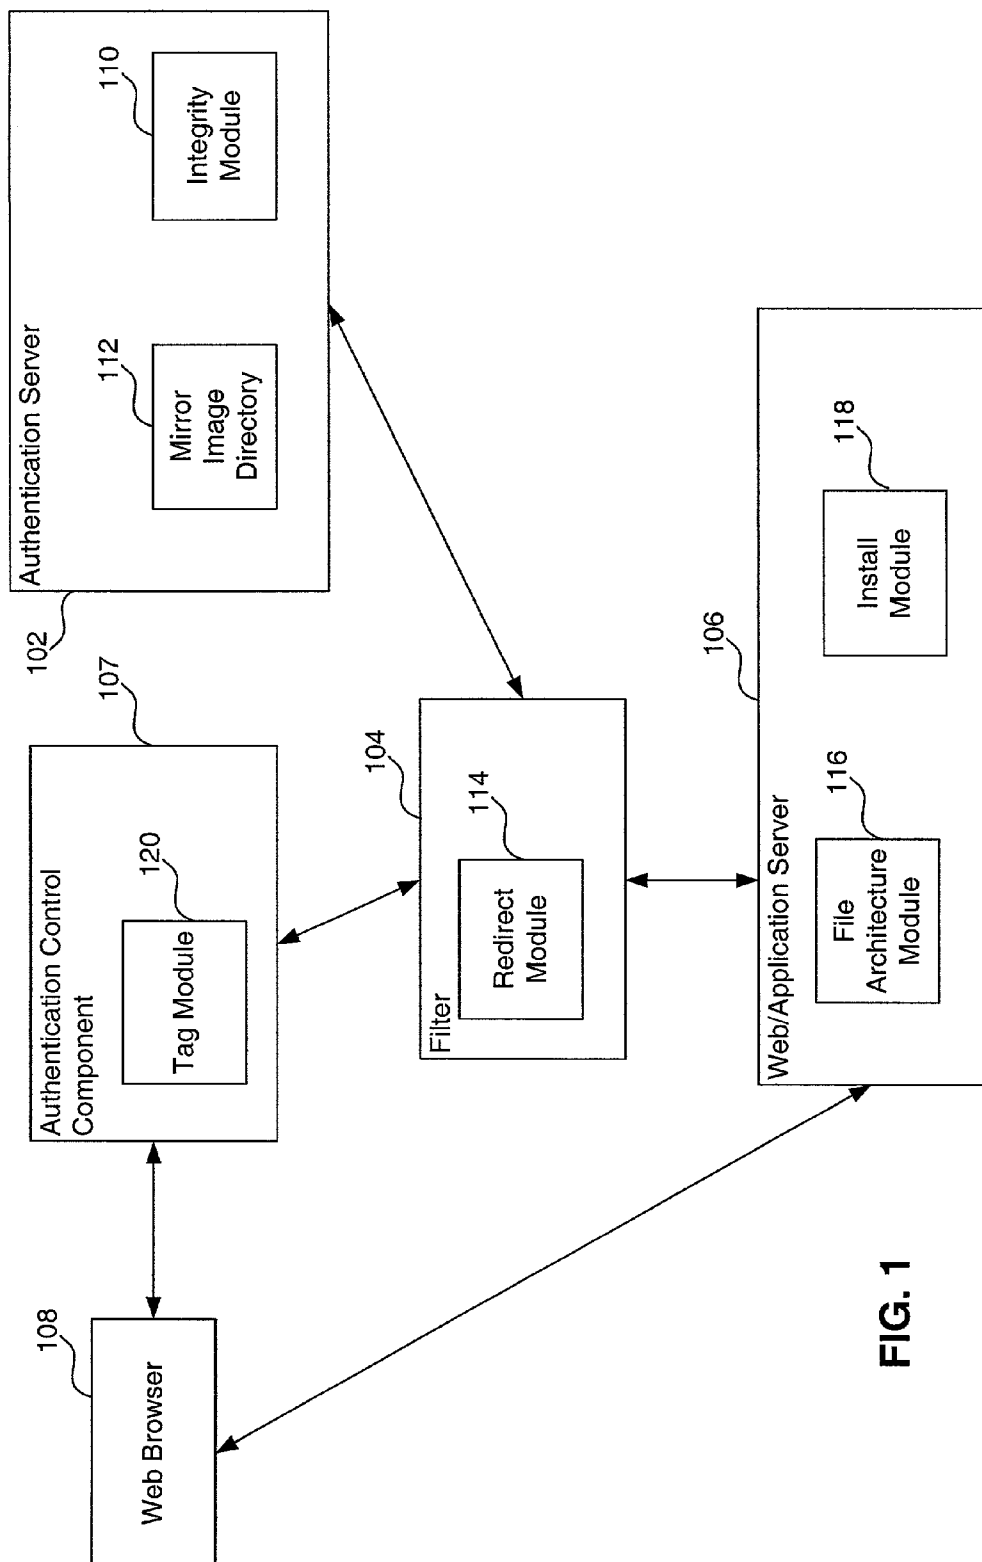 108
Web Browser
107
Authentication Control
Component
120
Tag Module
102
Authentication Server
112
Mirror
Image
Directory
110
Integrity
Module
104
Filter
114
Redirect
Module
106
Web/Application Server
116
File
Architecture
Module
118
Install
Module
FIG. 1